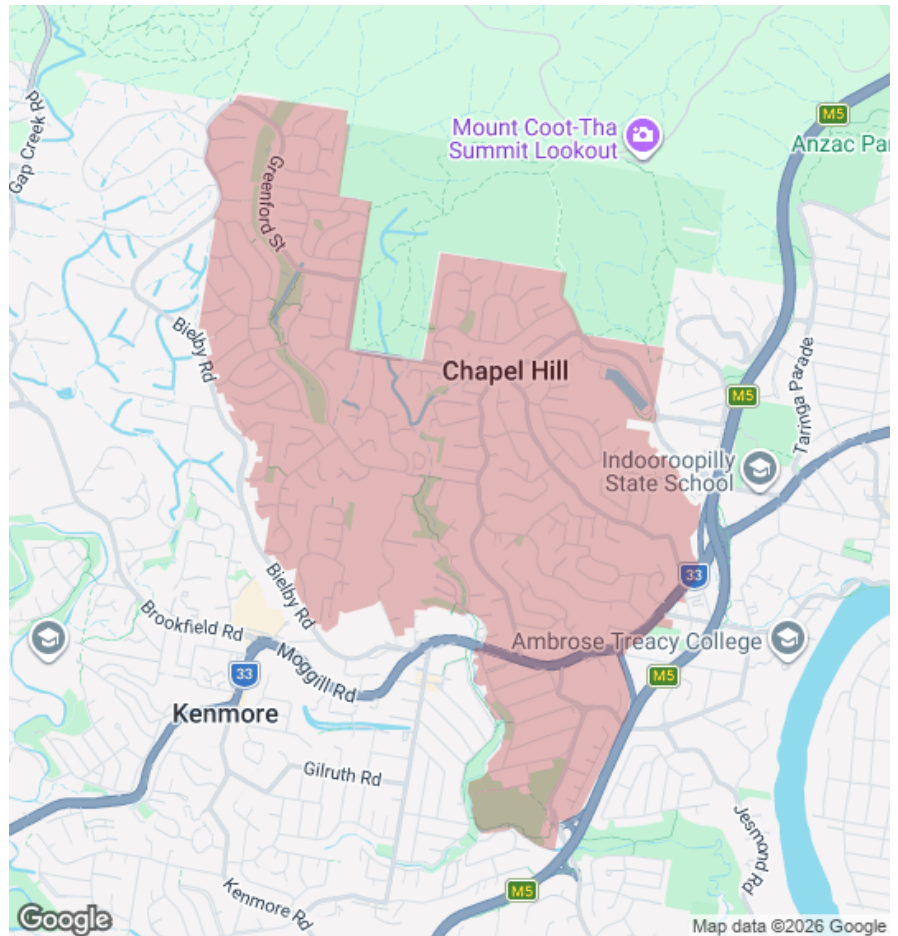 Gap Creek Rd
M5
Mount Coot-Tha
Summit Lookout
Anzac Par
Greenford St
Bielby Rd
Chapel Hill
M5
Taringa Parade
Indooroopilly
State School
33
Bielby Rd
Brookfield Rd
Ambrose Treacy College
Moggill Rd
33
M5
Kenmore
Gilruth Rd
Jesmond Rd
Kenmore Rd
M5
Google
Map data ©2026 Google